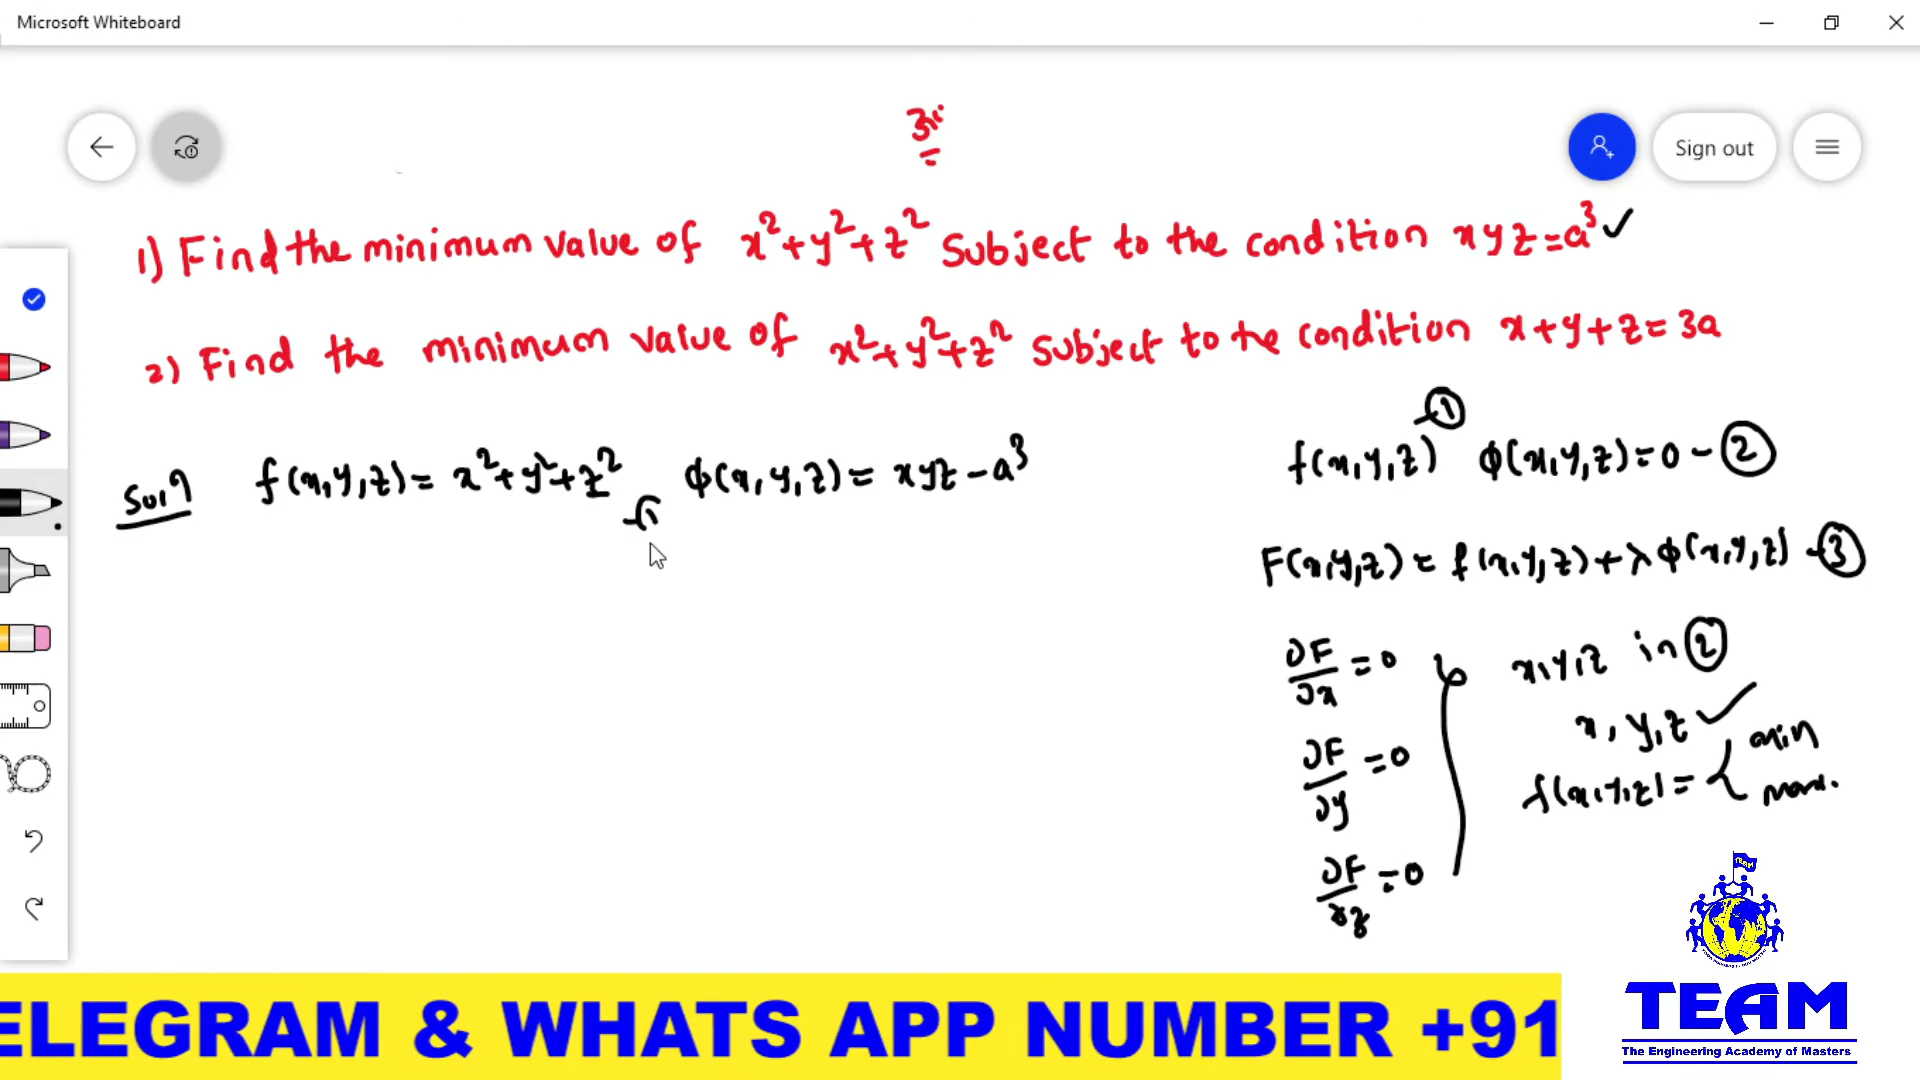 Microsoft Whiteboard
Sign out
1) Find the minimum value of x²+y²+z² subject to the condition xyz=a³ ✓
2) Find the minimum value of x²+y²+z² subject to the condition x+y+z=3a
Sol? f(x,y,z)= x²+y²+z² φ(x,y,z)= xyz-a³
f(x,y,z) -① φ(x,y,z)=0 -②
F(x,y,z)= f(x,y,z)+λφ(x,y,z) -③
∂F/∂x =0
∂F/∂y =0
∂F/∂z =0
x,y,z in ②
x,y,z ✓
f(x,y,z)= { min
max.
ELEGRAM & WHATS APP NUMBER +91
TEAM
The Engineering Academy of Masters